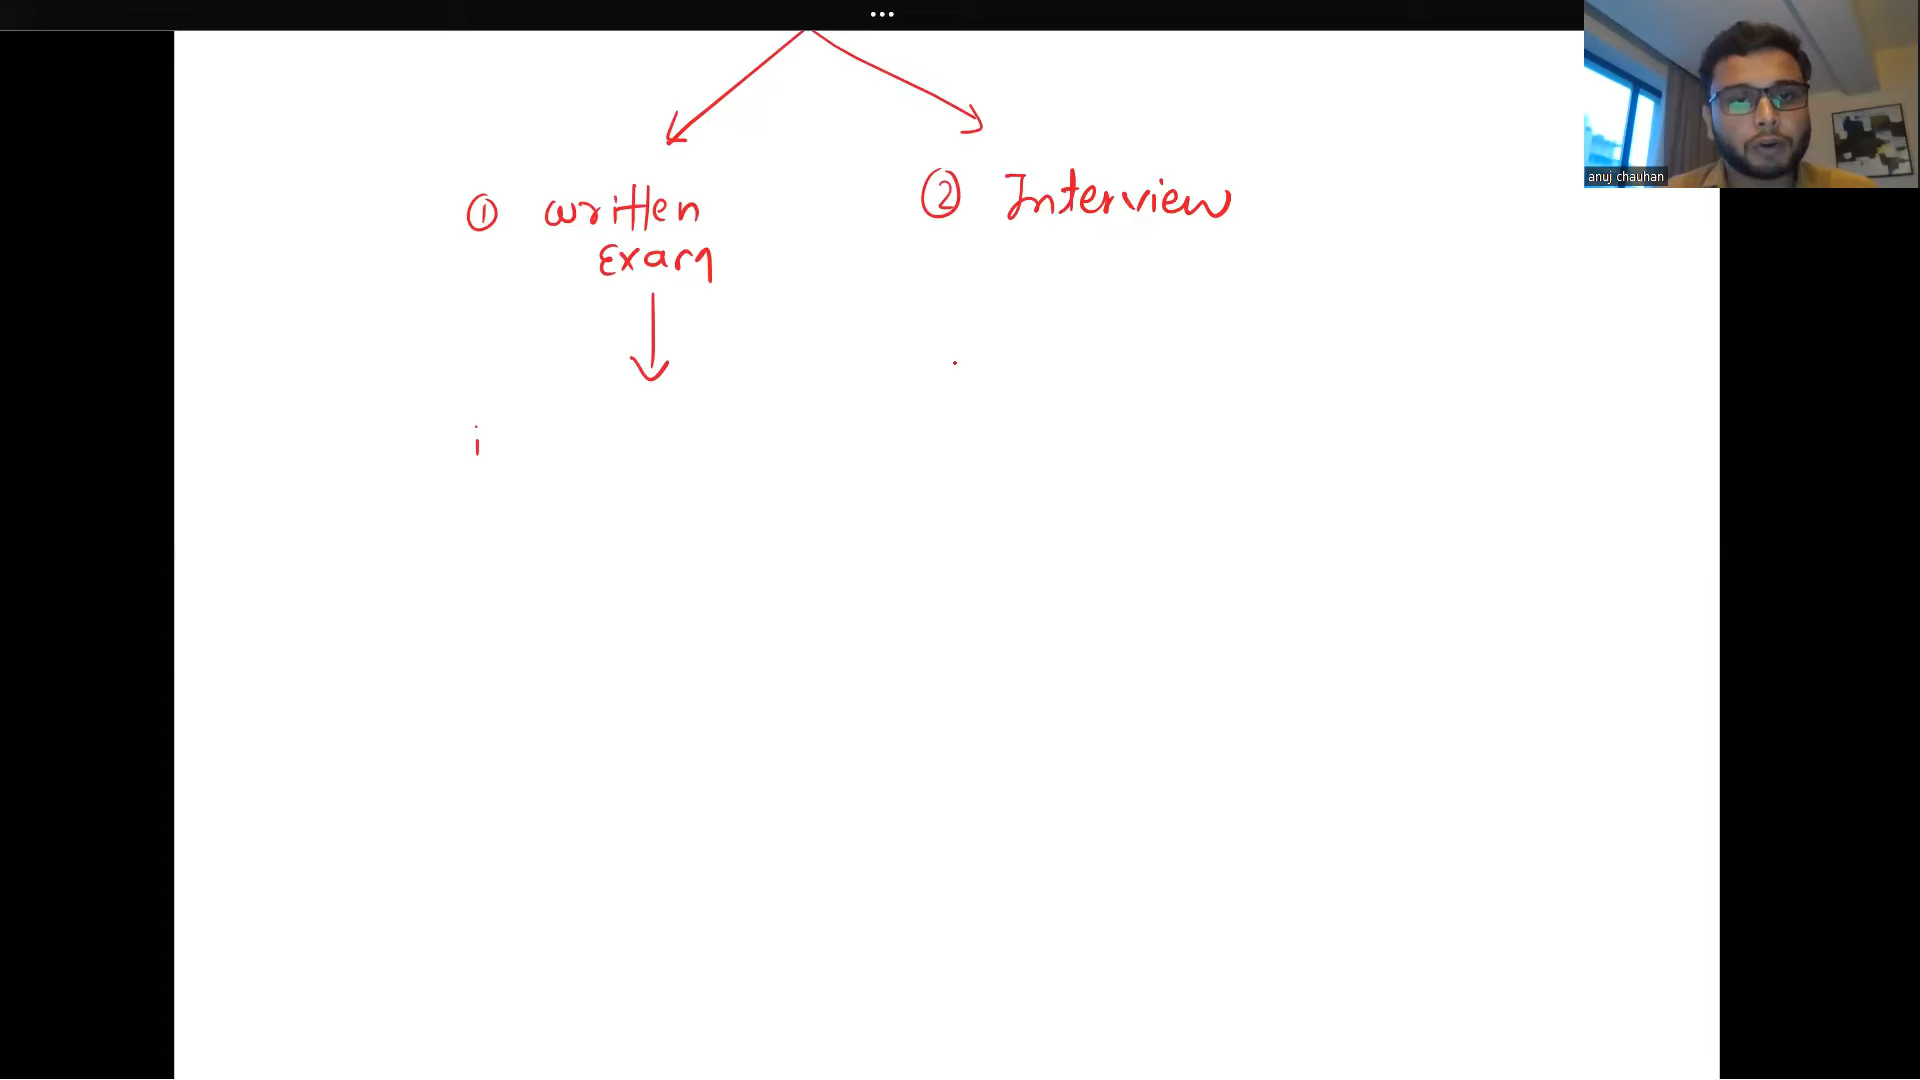 anuj chauhan
① written
Exam
② Interview
i